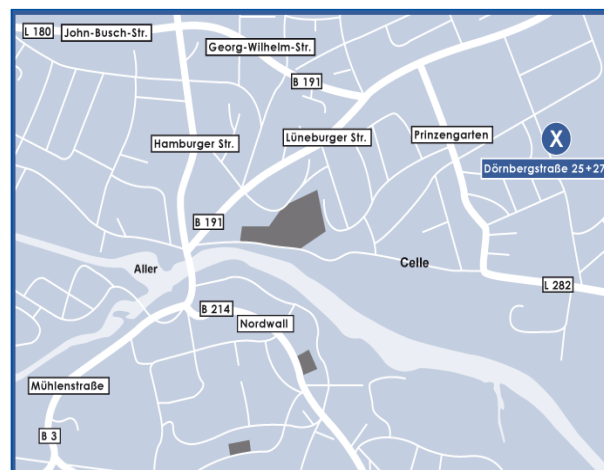 L 180
John-Busch-Str.
Georg-Wilhelm-Str.
B 191
Hamburger Str.
Lüneburger Str.
Prinzengarten
X
Dörnbergstraße 25+27
B 191
Aller
Celle
L 282
B 214
Nordwall
Mühlenstraße
B 3